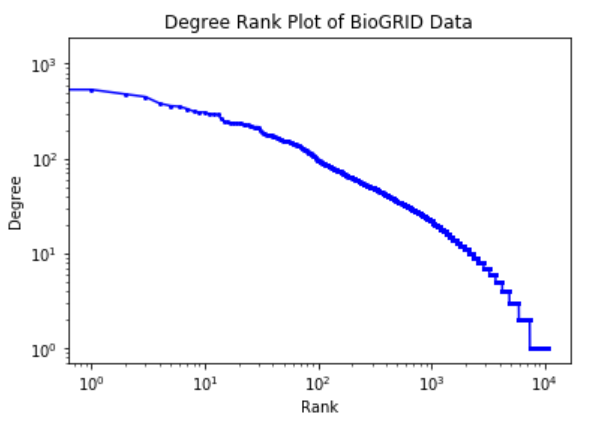 Degree Rank Plot of BioGRID Data
10³
10²
10¹
10⁰
Degree
10⁰ 10¹ 10² 10³ 10⁴
Rank